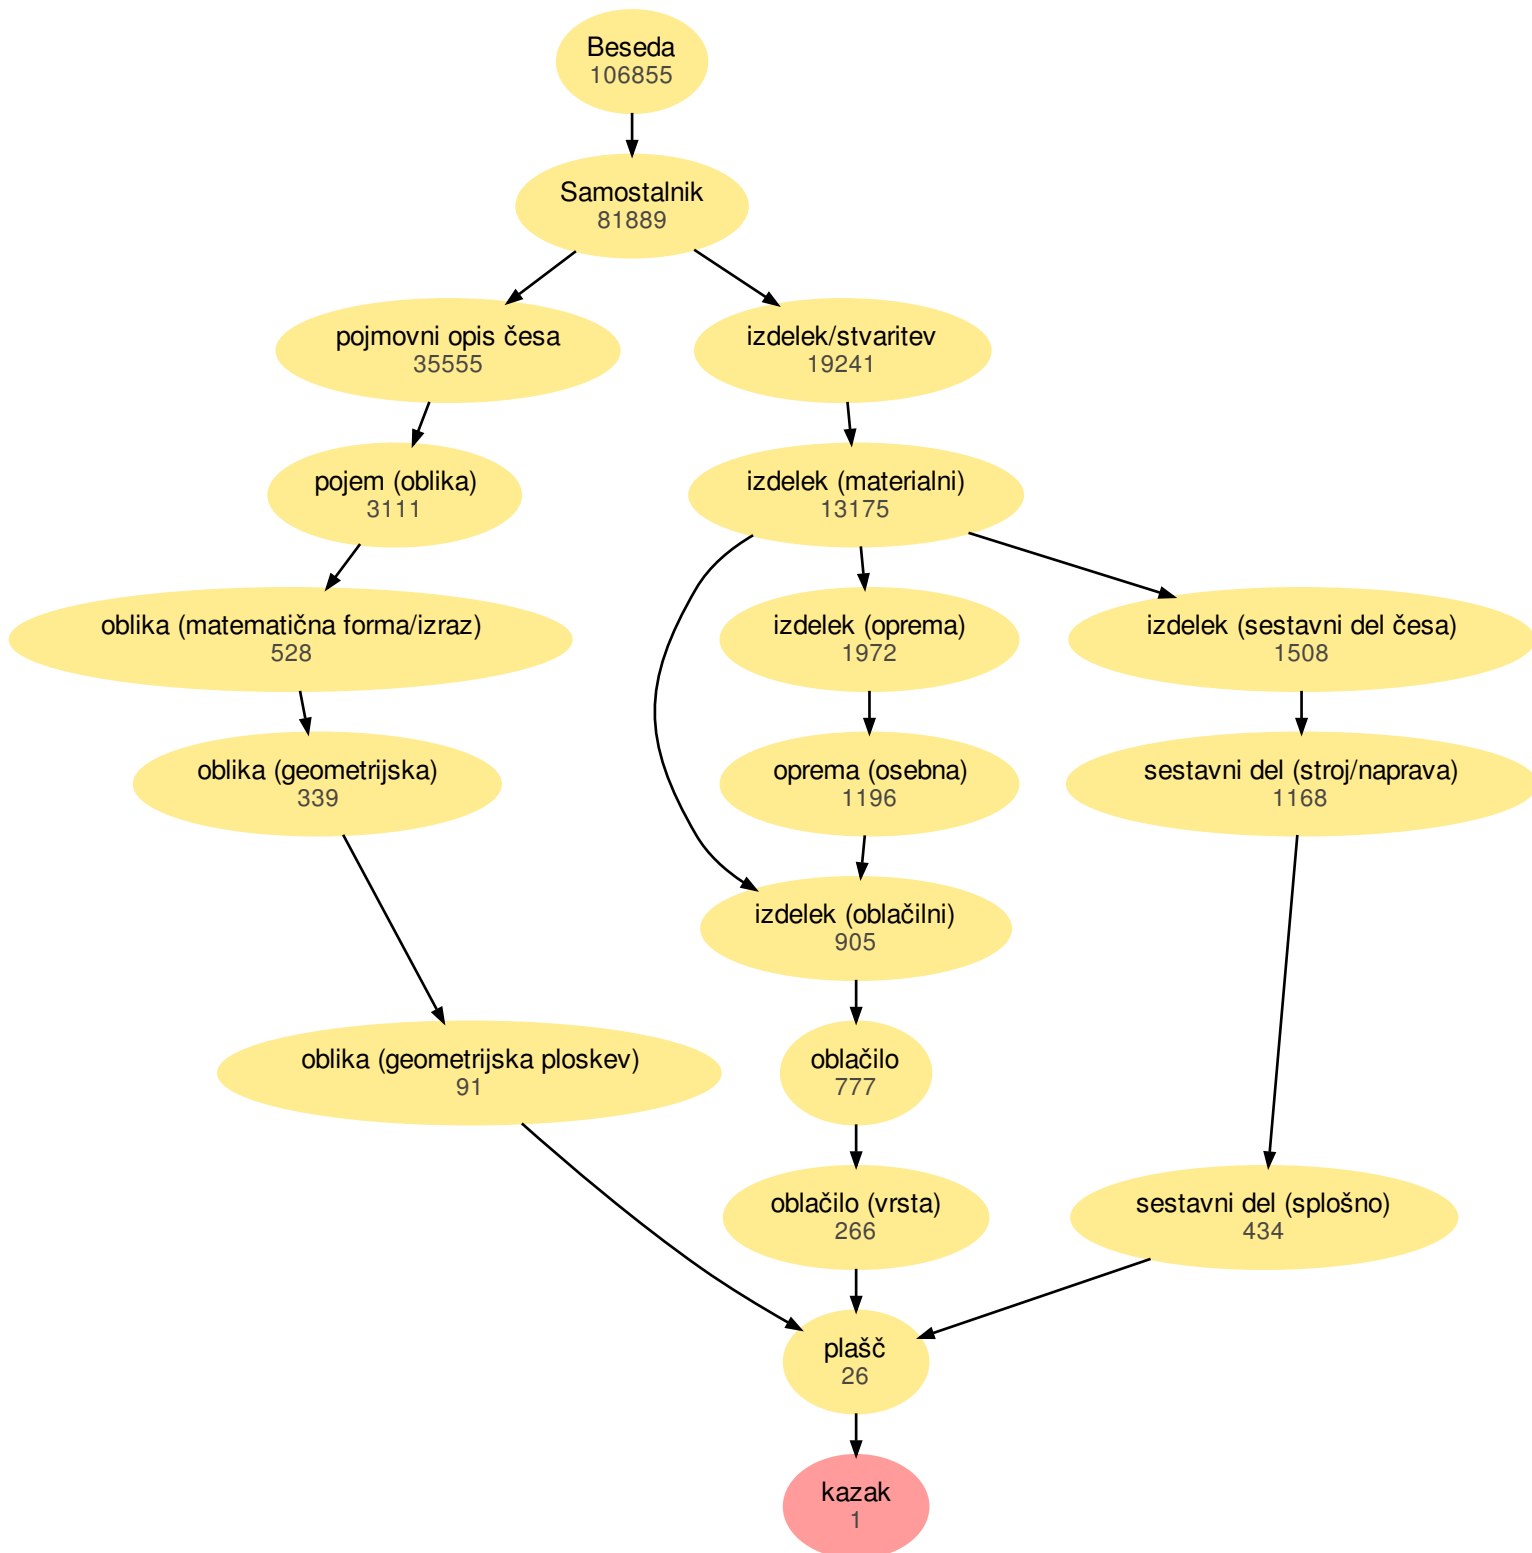 Beseda
106855
Samostalnik
81889
pojmovni opis česa
35555
izdelek/stvaritev
19241
pojem (oblika)
3111
izdelek (materialni)
13175
oblika (matematična forma/izraz)
528
izdelek (oprema)
1972
izdelek (sestavni del česa)
1508
oblika (geometrijska)
339
oprema (osebna)
1196
sestavni del (stroj/naprava)
1168
izdelek (oblačilni)
905
oblika (geometrijska ploskev)
91
oblačilo
777
oblačilo (vrsta)
266
sestavni del (splošno)
434
plašč
26
kazak
1